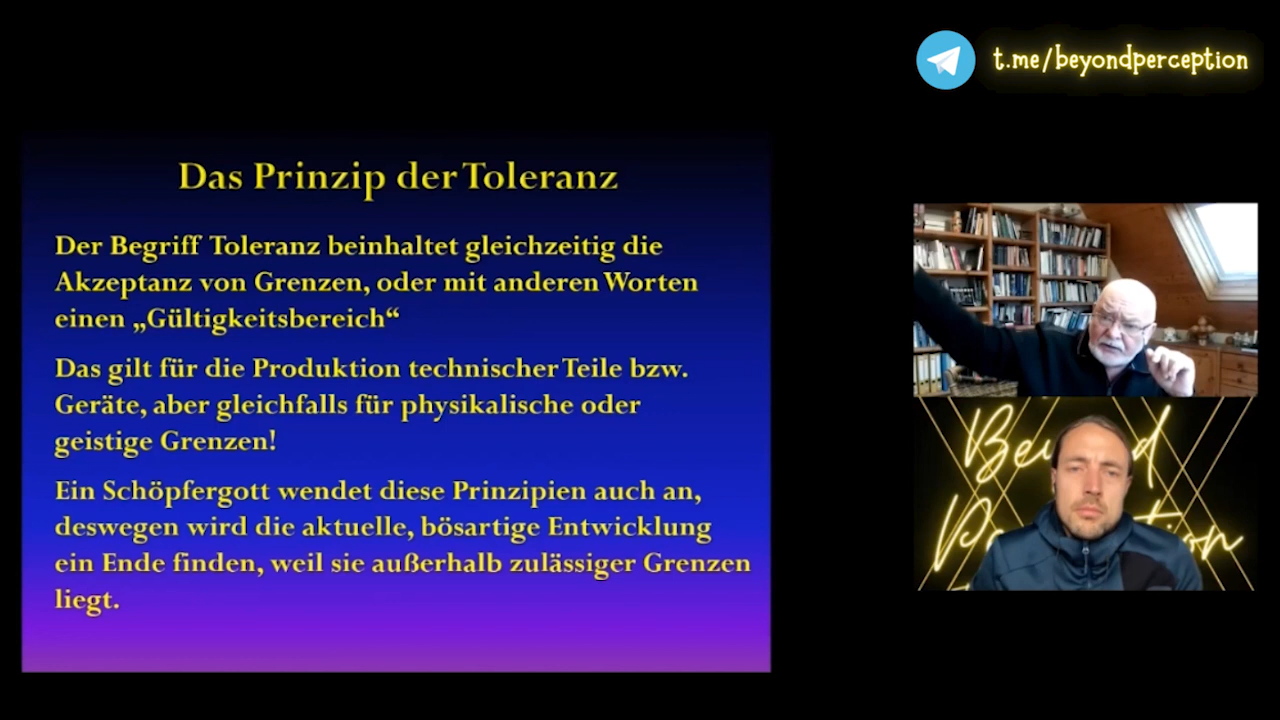 t.me/beyondperception
Das Prinzip der Toleranz
Der Begriff Toleranz beinhaltet gleichzeitig die
Akzeptanz von Grenzen, oder mit anderen Worten
einen „Gültigkeitsbereich“
Das gilt für die Produktion technischer Teile bzw.
Geräte, aber gleichfalls für physikalische oder
geistige Grenzen!
Ein Schöpfergott wendet diese Prinzipien auch an,
deswegen wird die aktuelle, bösartige Entwicklung
ein Ende finden, weil sie außerhalb zulässiger Grenzen
liegt.